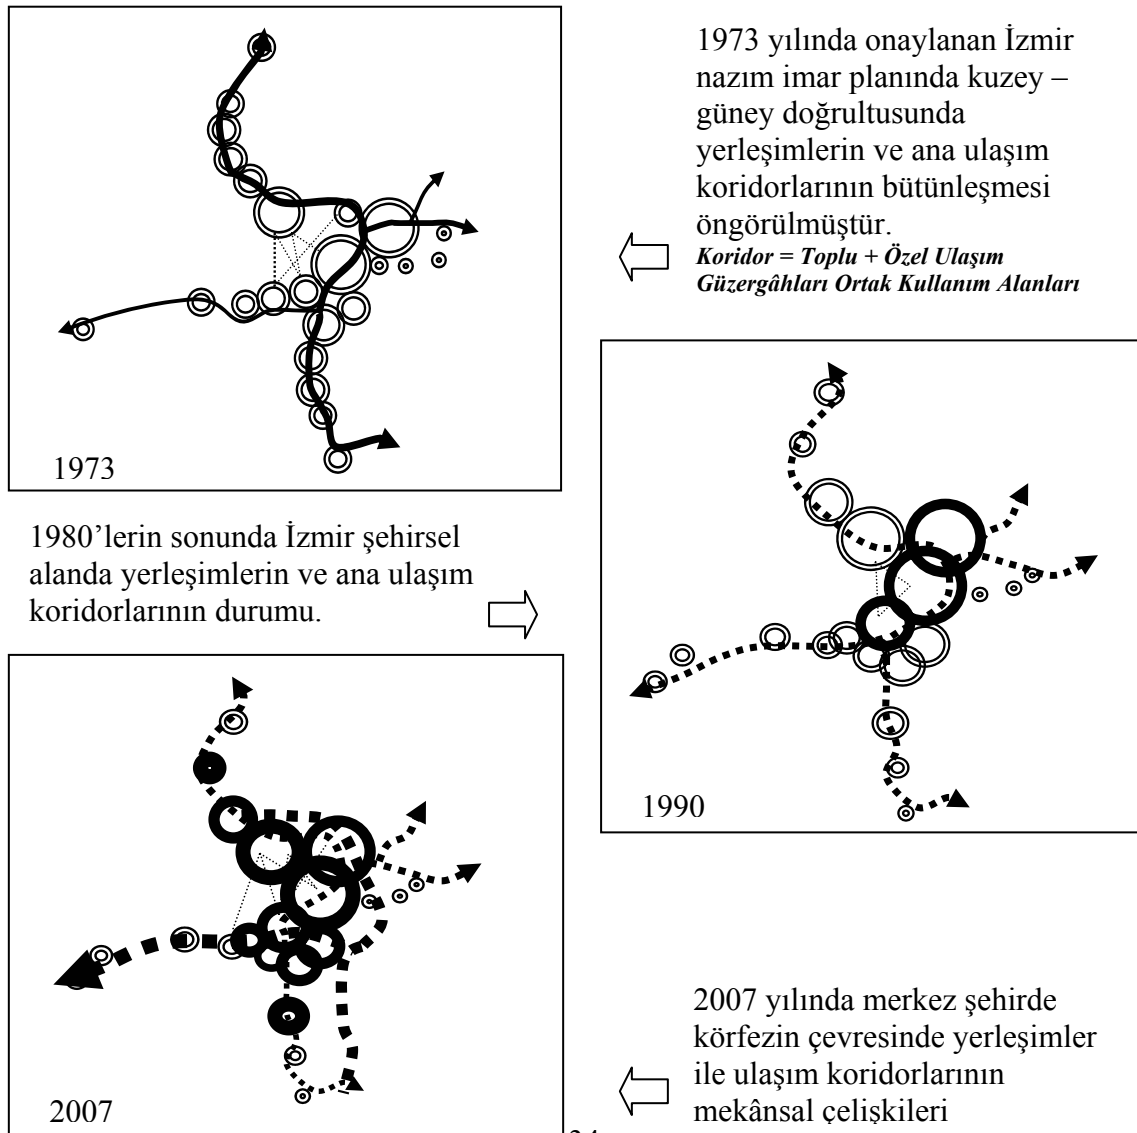 1973 yılında onaylanan İzmir
nazım imar planında kuzey –
güney doğrultusunda
yerleşimlerin ve ana ulaşım
koridorlarının bütünleşmesi
öngörülmüştür.
Koridor = Toplu + Özel Ulaşım
Güzergâhları Ortak Kullanım Alanları
1973
1980’lerin sonunda İzmir şehirsel
alanda yerleşimlerin ve ana ulaşım
koridorlarının durumu.
1990
2007 yılında merkez şehirde
körfezin çevresinde yerleşimler
ile ulaşım koridorlarının
mekânsal çelişkileri
2007